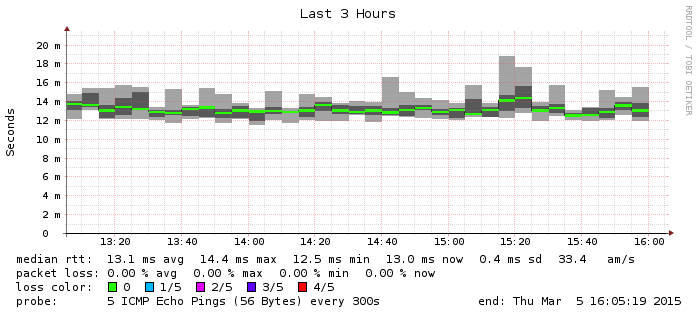 Last 3 Hours
RRDTOOL / TOBI OETIKER
Seconds
20 m
18 m
16 m
14 m
12 m
10 m
8 m
6 m
4 m
2 m
0
13:20 13:40 14:00 14:20 14:40 15:00 15:20 15:40 16:00
median rtt: 13.1 ms avg 14.4 ms max 12.5 ms min 13.0 ms now 0.4 ms sd 33.4 am/s
packet loss: 0.00 % avg 0.00 % max 0.00 % min 0.00 % now
loss color: 0 1/5 2/5 3/5 4/5
probe: 5 ICMP Echo Pings (56 Bytes) every 300s end: Thu Mar 5 16:05:19 2015